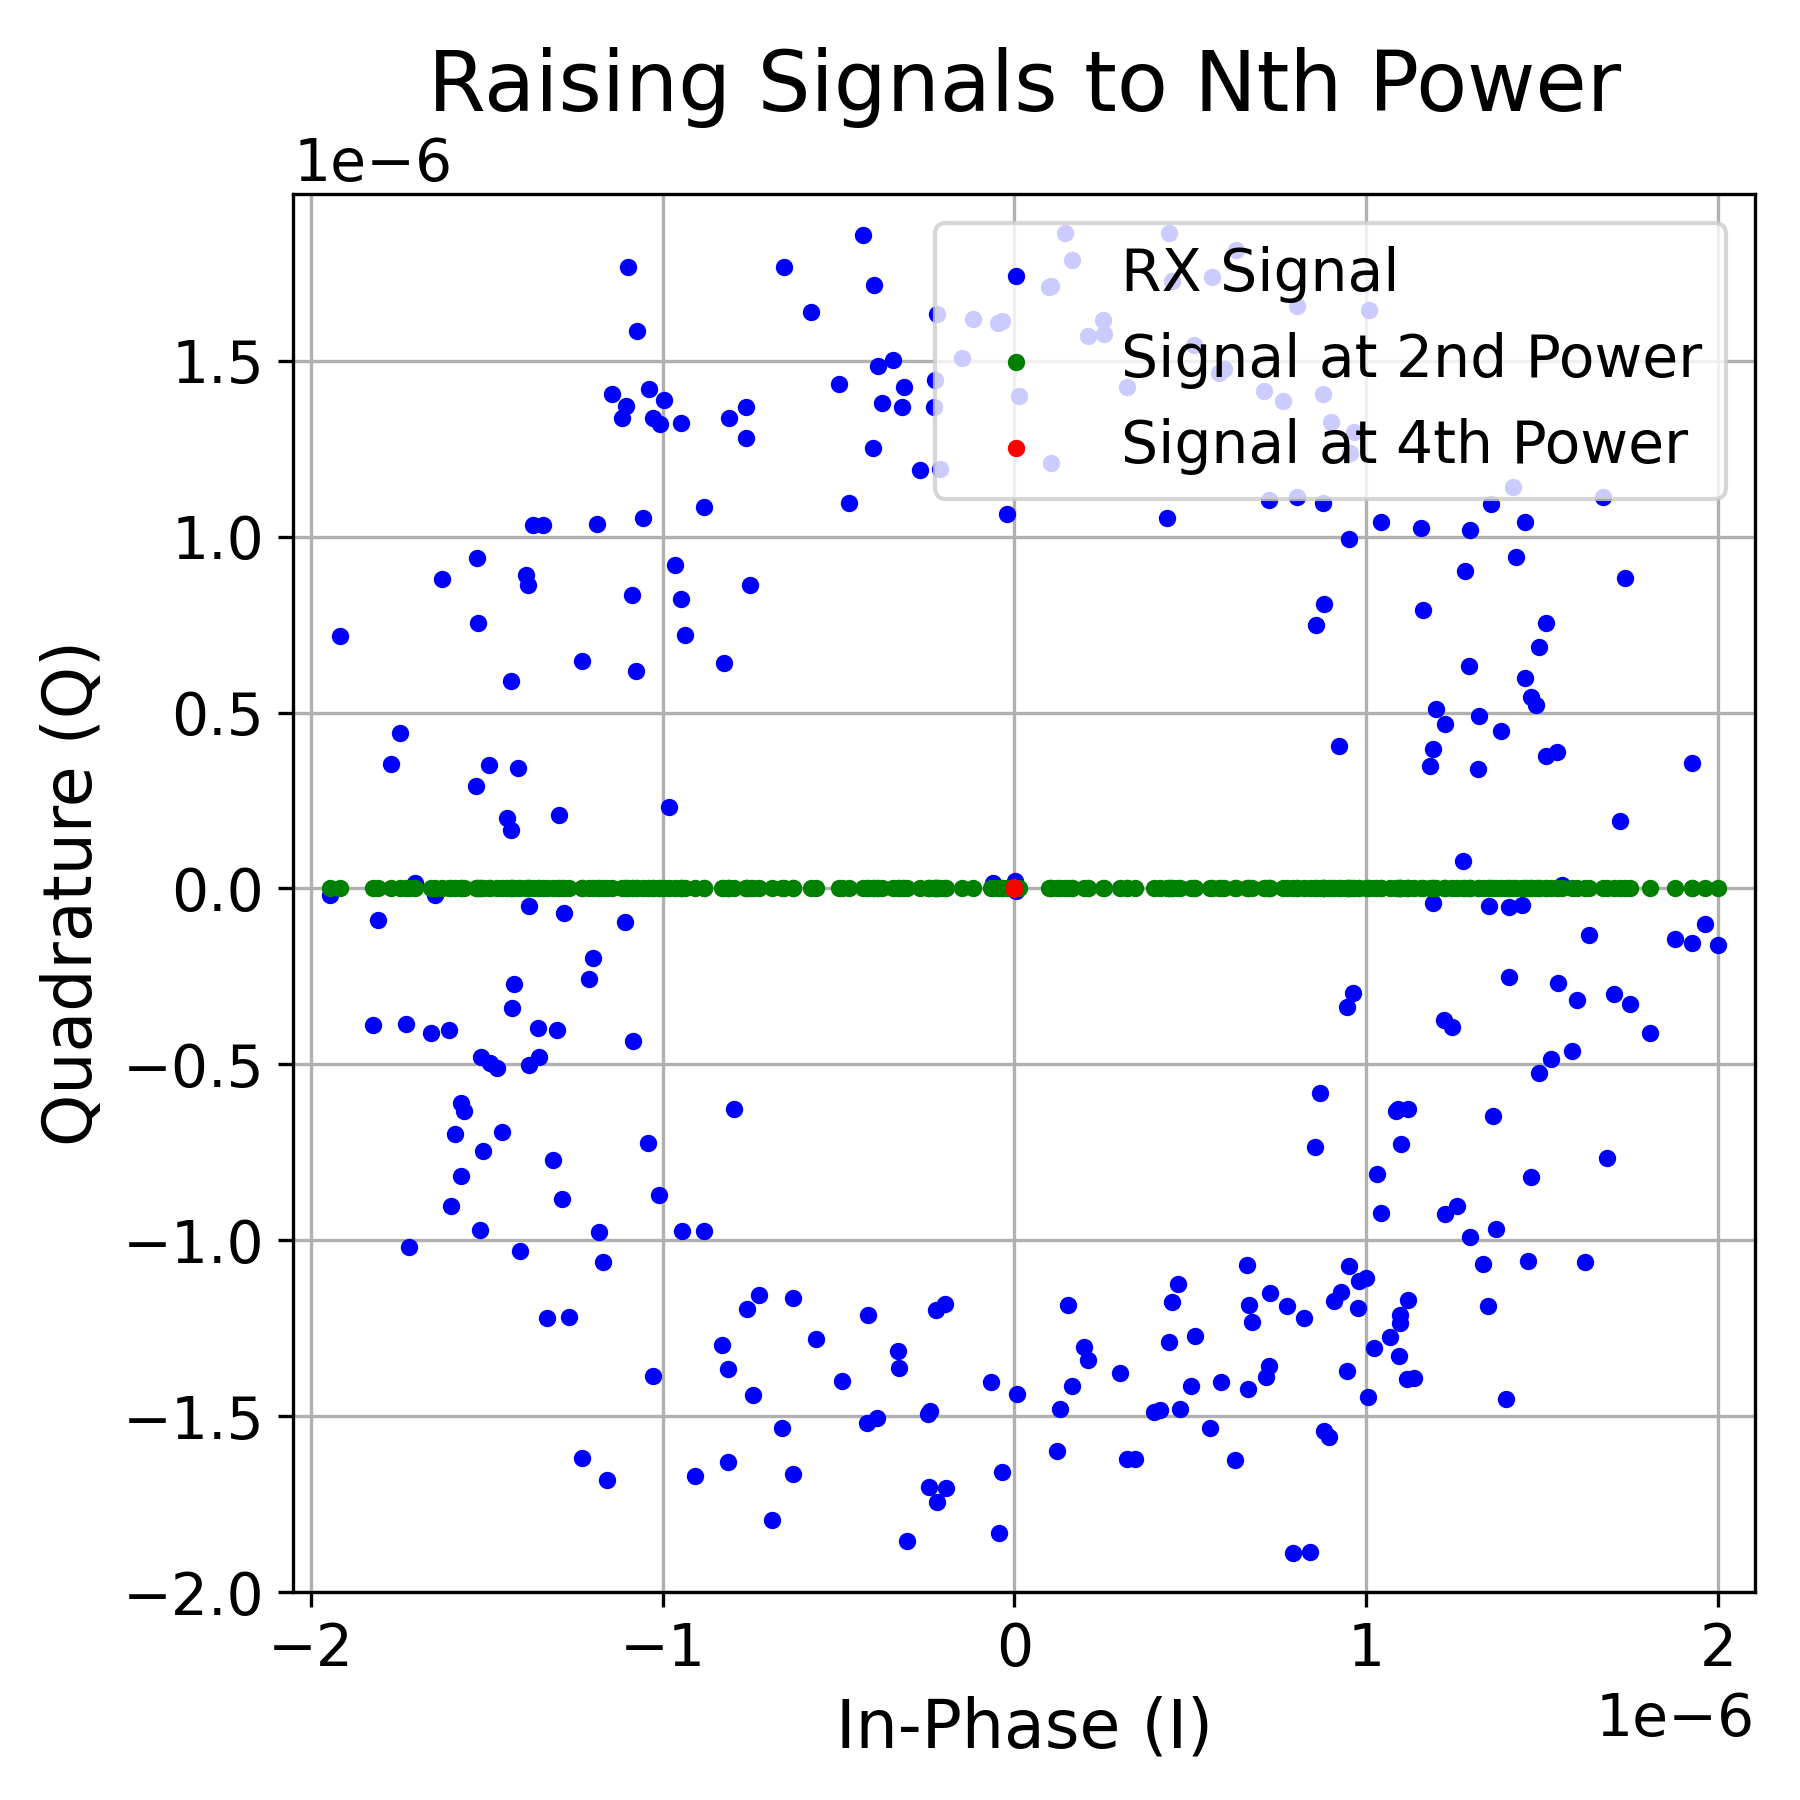 Raising Signals to Nth Power
1e−6
RX Signal
Signal at 2nd Power
Signal at 4th Power
1.5
1.0
0.5
0.0
−0.5
−1.0
−1.5
−2.0
Quadrature (Q)
−2 −1 0 1 2
1e−6
In-Phase (I)